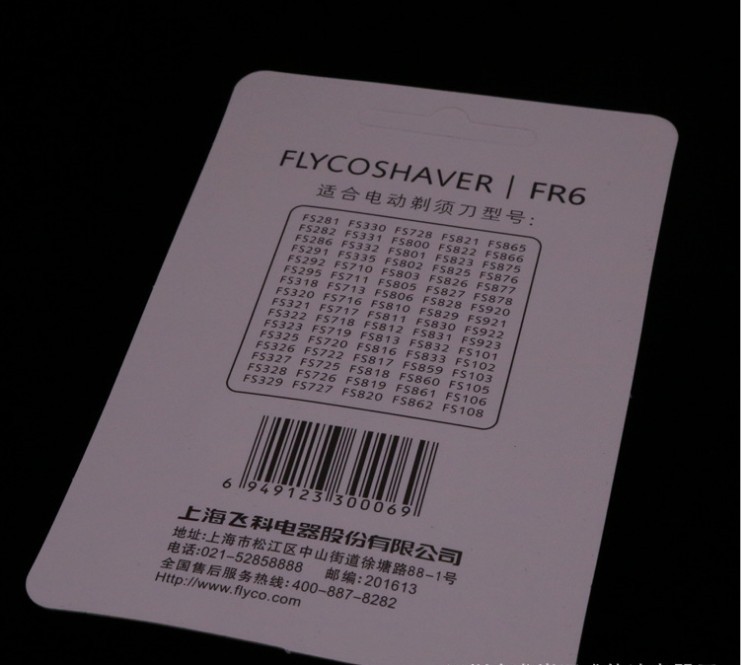 FLYCOSHAVER | FR6
适合电动剃须刀型号:
FS281 FS330 FS728 FS821 FS865
FS282 FS331 FS800 FS822 FS866
FS286 FS332 FS801 FS823 FS875
FS291 FS335 FS802 FS825 FS876
FS292 FS710 FS803 FS826 FS877
FS295 FS711 FS805 FS827 FS878
FS318 FS713 FS806 FS828 FS920
FS320 FS716 FS810 FS829 FS921
FS321 FS717 FS811 FS830 FS922
FS322 FS718 FS812 FS831 FS923
FS323 FS719 FS813 FS832 FS101
FS325 FS720 FS816 FS833 FS102
FS326 FS722 FS817 FS859 FS103
FS327 FS725 FS818 FS860 FS105
FS328 FS726 FS819 FS861 FS106
FS329 FS727 FS820 FS862 FS108
6 949123 300069
上海飞科电器股份有限公司
地址:上海市松江区中山街道徐塘路88-1号
电话:021-52858888 邮编:201613
全国售后服务热线:400-887-8282
Http://www.flyco.com